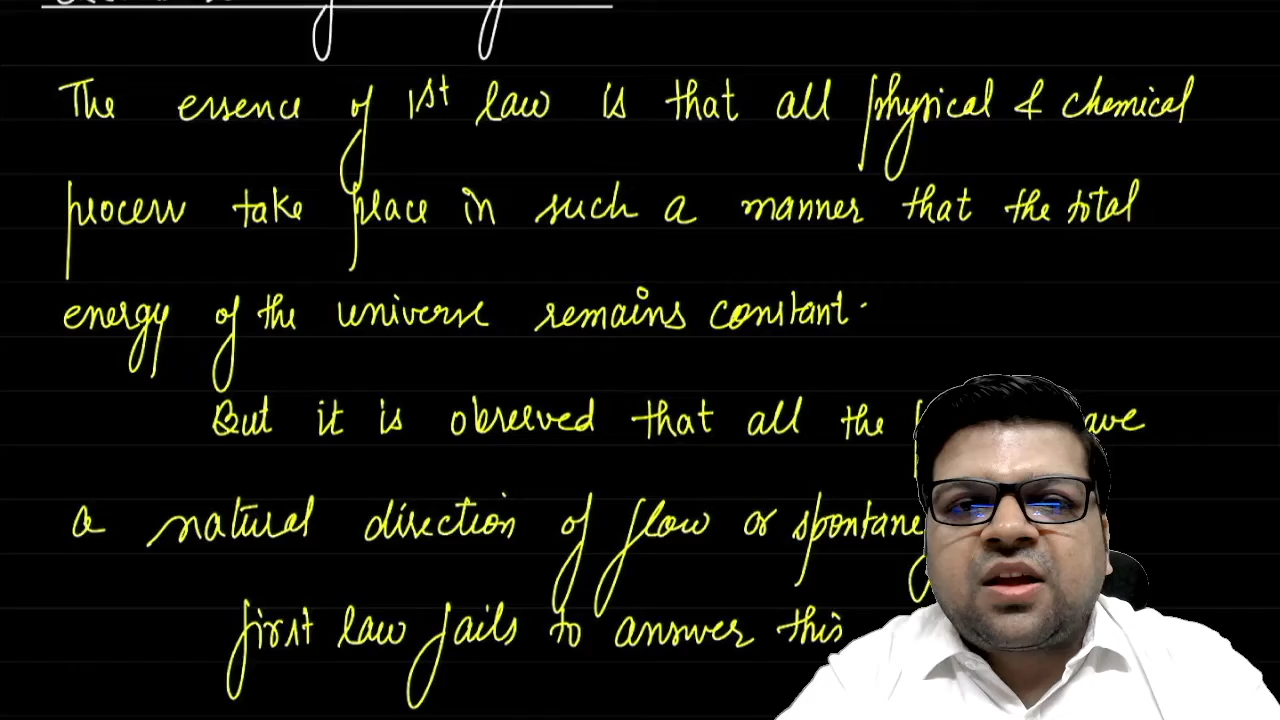 The essence of 1st law is that all physical & chemical
process take place in such a manner that the total
energy of the universe remains constant.
But it is observed that all the
a natural direction of flow or
first law fails to answer this